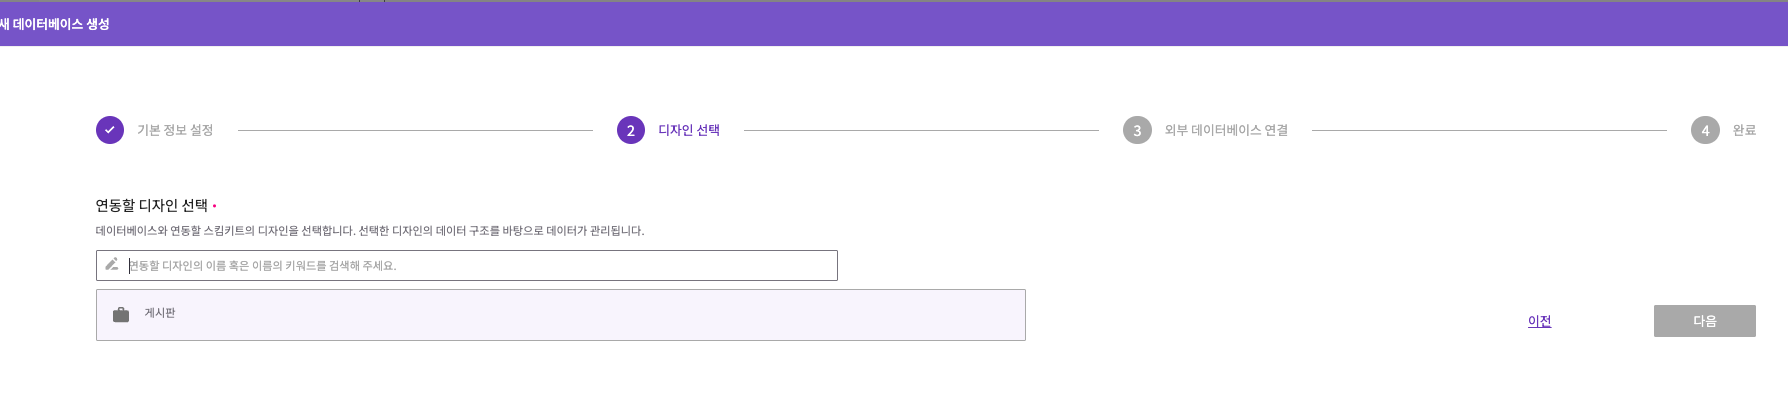 새 데이터베이스 생성
기본 정보 설정
2 디자인 선택
3 외부 데이터베이스 연결
4 완료
연동할 디자인 선택
데이터베이스와 연동할 스킴키트의 디자인을 선택합니다. 선택한 디자인의 데이터 구조를 바탕으로 데이터가 관리됩니다.
연동할 디자인의 이름 혹은 이름의 키워드를 검색해 주세요.
게시판
이전
다음